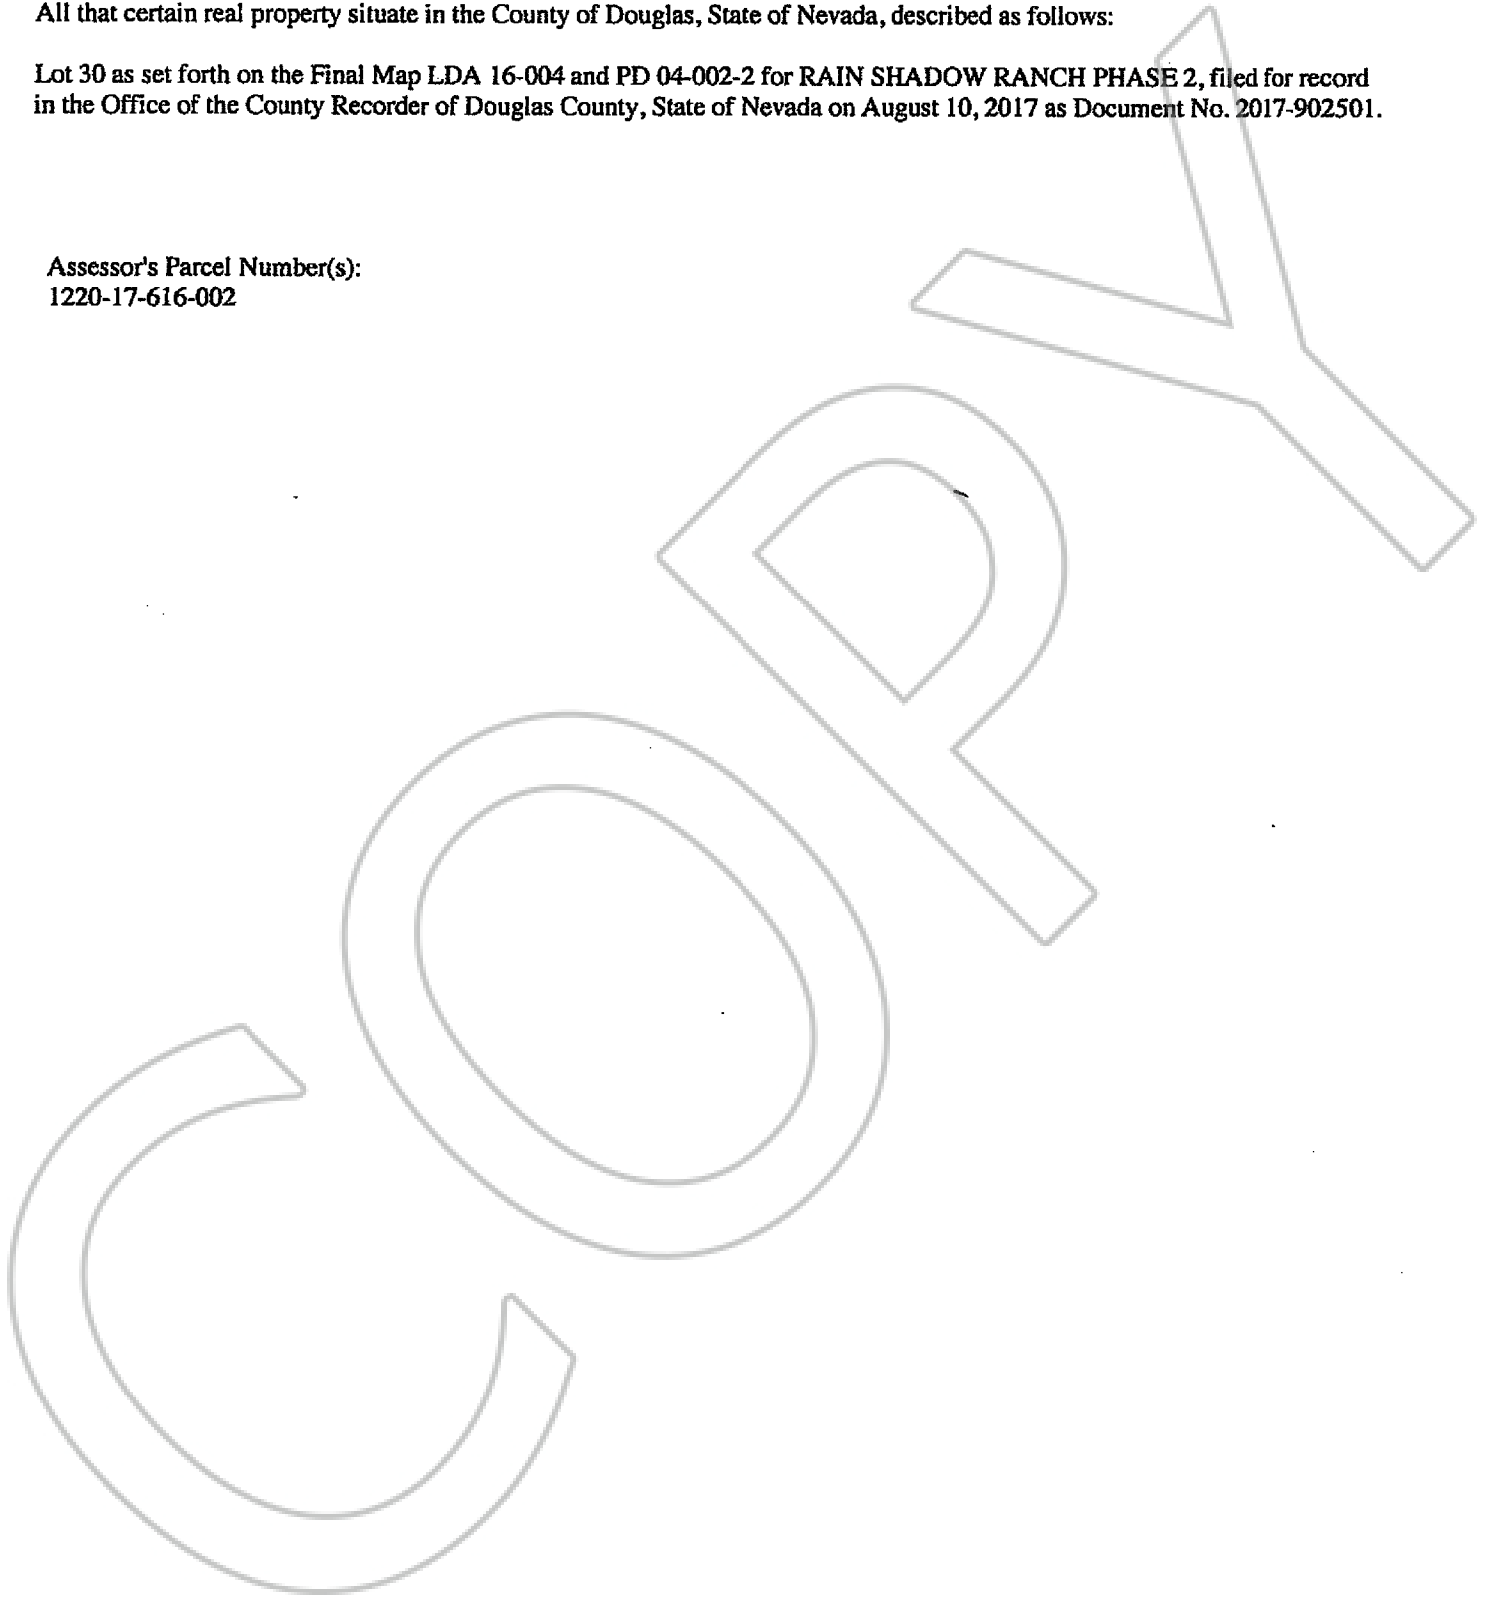 All that certain real property situate in the County of Douglas, State of Nevada, described as follows:
Lot 30 as set forth on the Final Map LDA 16-004 and PD 04-002-2 for RAIN SHADOW RANCH PHASE 2, filed for record
in the Office of the County Recorder of Douglas County, State of Nevada on August 10, 2017 as Document No. 2017-902501.
Assessor's Parcel Number(s):
1220-17-616-002
COPY